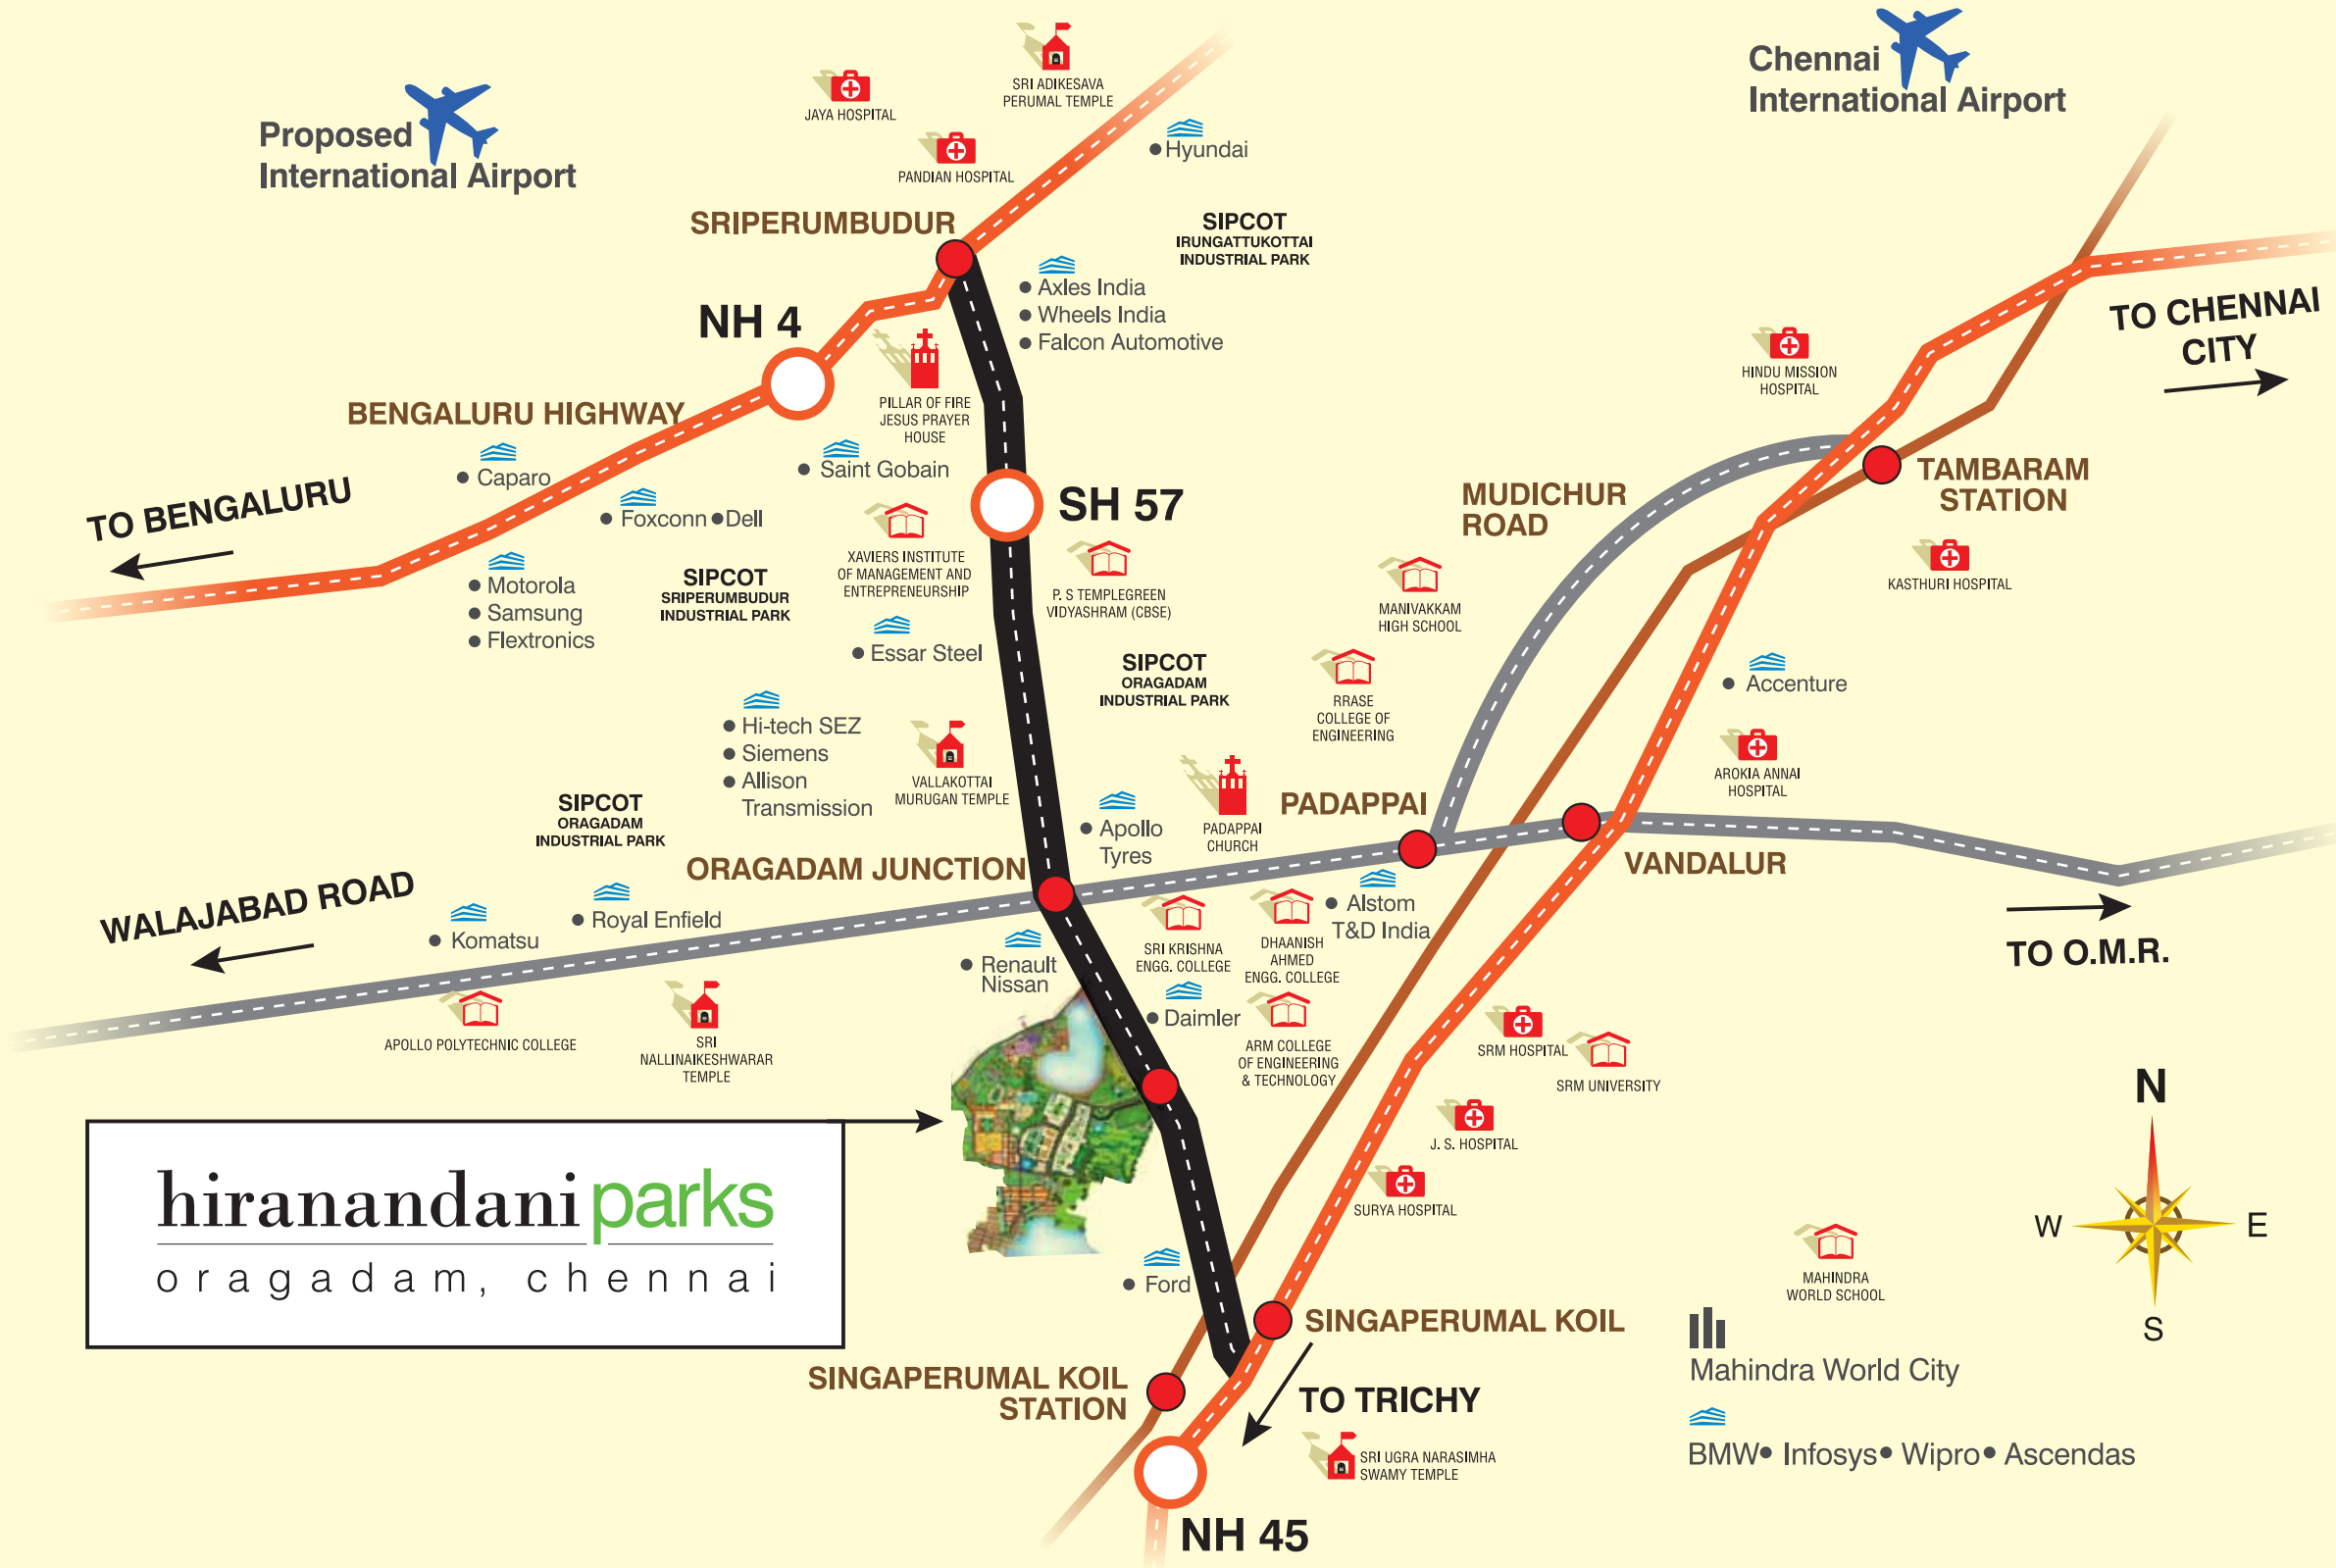 Chennai
International Airport
Proposed
International Airport
SRI ADIKESAVA
PERUMAL TEMPLE
JAYA HOSPITAL
PANDIAN HOSPITAL
Hyundai
SRIPERUMBUDUR
SIPCOT
IRUNGATTUKOTTAI
INDUSTRIAL PARK
Axles India
Wheels India
Falcon Automotive
NH 4
TO CHENNAI
CITY
HINDU MISSION
HOSPITAL
PILLAR OF FIRE
JESUS PRAYER
HOUSE
BENGALURU HIGHWAY
Caparo
Saint Gobain
TO BENGALURU
Foxconn Dell
SH 57
MUDICHUR
ROAD
TAMBARAM
STATION
Motorola
Samsung
Flextronics
SIPCOT
SRIPERUMBUDUR
INDUSTRIAL PARK
XAVIERS INSTITUTE
OF MANAGEMENT AND
ENTREPRENEURSHIP
P. S TEMPLEGREEN
VIDYASHRAM (CBSE)
MANIVAKKAM
HIGH SCHOOL
KASTHURI HOSPITAL
Essar Steel
SIPCOT
ORAGADAM
INDUSTRIAL PARK
RRASE
COLLEGE OF
ENGINEERING
Accenture
Hi-tech SEZ
Siemens
Allison
Transmission
VALLAKOTTAI
MURUGAN TEMPLE
AROKIA ANNAI
HOSPITAL
SIPCOT
ORAGADAM
INDUSTRIAL PARK
Apollo
Tyres
PADAPPAI
CHURCH
PADAPPAI
VANDALUR
ORAGADAM JUNCTION
WALAJABAD ROAD
Komatsu
Royal Enfield
Alstom
T&D India
SRI KRISHNA
ENGG. COLLEGE
DHAANISH
AHMED
ENGG. COLLEGE
TO O.M.R.
Renault
Nissan
Daimler
APOLLO POLYTECHNIC COLLEGE
SRI
NALLINAIKESHWARAR
TEMPLE
ARM COLLEGE
OF ENGINEERING
& TECHNOLOGY
SRM HOSPITAL
SRM UNIVERSITY
J. S. HOSPITAL
SURYA HOSPITAL
N
W
E
S
hiranandani parks
oragadam, chennai
Ford
MAHINDRA
WORLD SCHOOL
SINGAPERUMAL KOIL
SINGAPERUMAL KOIL
STATION
TO TRICHY
Mahindra World City
SRI UGRA NARASIMHA
SWAMY TEMPLE
BMW• Infosys• Wipro• Ascendas
NH 45